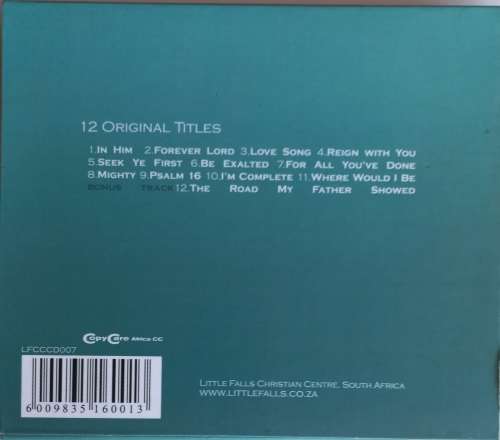 12 Original Titles
1.In Him 2.Forever Lord 3.Love Song 4.Reign with You
5.Seek Ye First 6.Be Exalted 7.For All You've Done
8.Mighty 9.Psalm 16 10.I'm Complete 11.Where Would I Be
Bonus Track 12.The Road My Father Showed
CopyCare Africa CC
LFCCCD007
6 009835 160013
Little Falls Christian Centre, South Africa
www.littlefalls.co.za